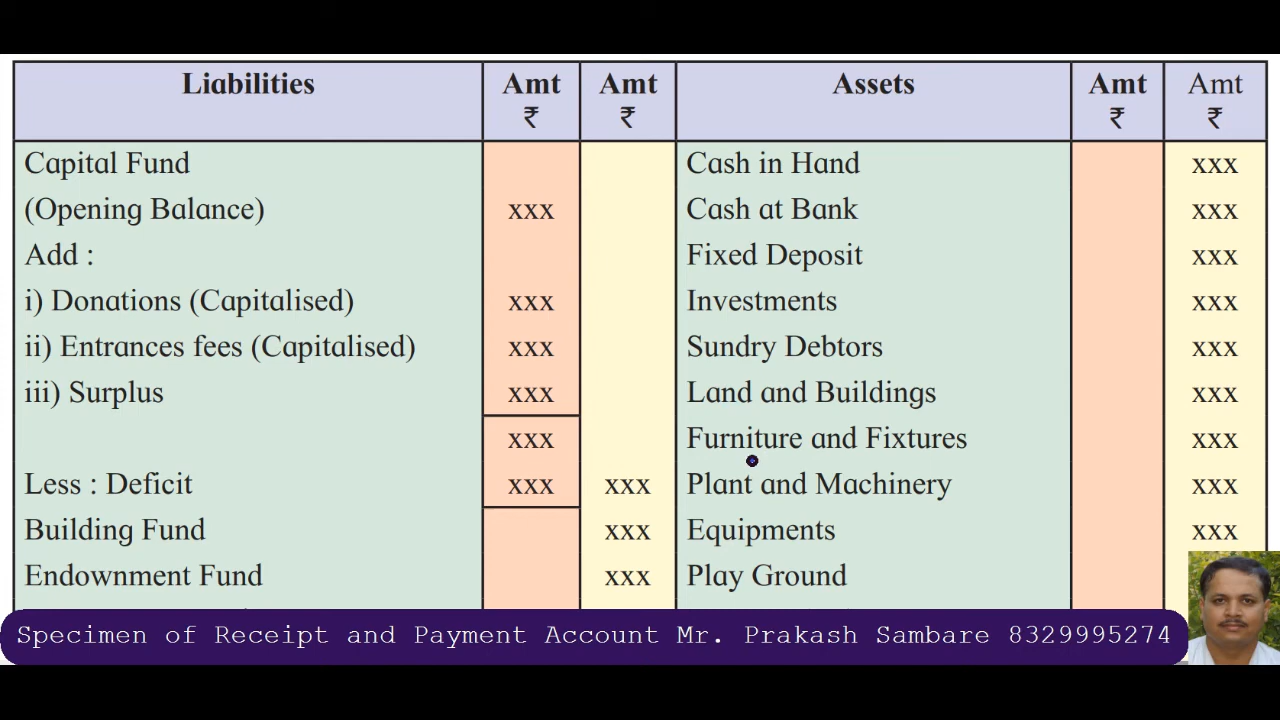 Liabilities Amt Amt Assets Amt Amt
₹ ₹ ₹ ₹
Capital Fund Cash in Hand xxx
(Opening Balance) xxx Cash at Bank xxx
Add : Fixed Deposit xxx
i) Donations (Capitalised) xxx Investments xxx
ii) Entrances fees (Capitalised) xxx Sundry Debtors xxx
iii) Surplus xxx Land and Buildings xxx
xxx Furniture and Fixtures xxx
Less : Deficit xxx xxx Plant and Machinery xxx
Building Fund xxx Equipments xxx
Endownment Fund xxx Play Ground
Specimen of Receipt and Payment Account Mr. Prakash Sambare 8329995274